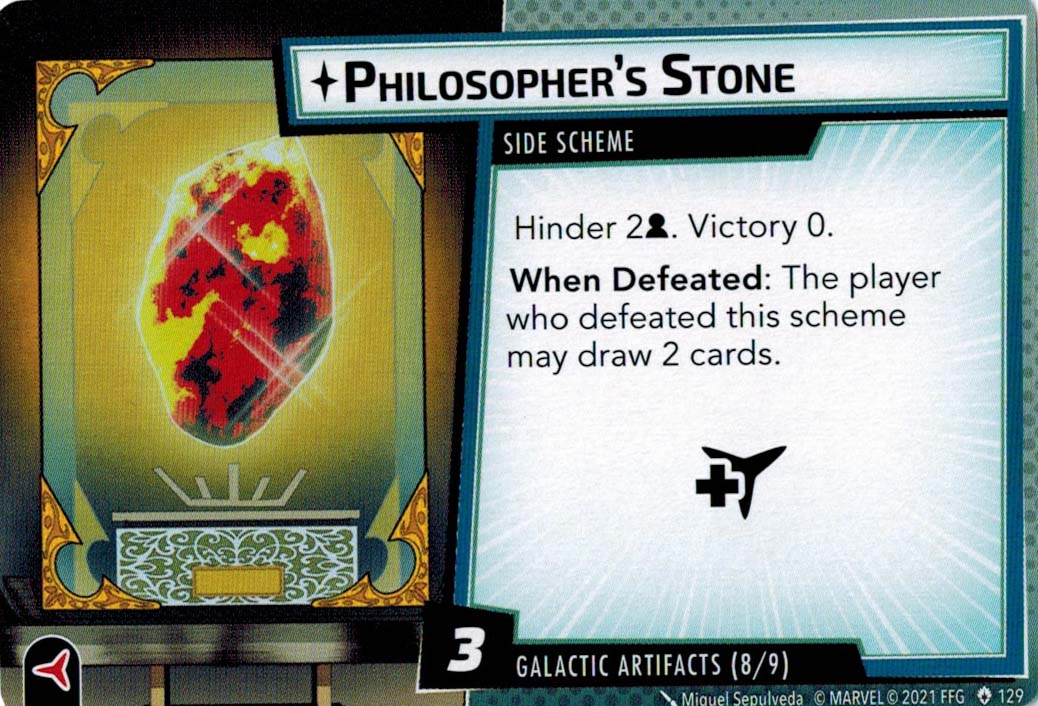 PHILOSOPHER'S STONE
SIDE SCHEME
Hinder 2. Victory 0.
When Defeated: The player
who defeated this scheme
may draw 2 cards.
3
GALACTIC ARTIFACTS (8/9)
Miguel Sepulveda © MARVEL © 2021 FFG 129